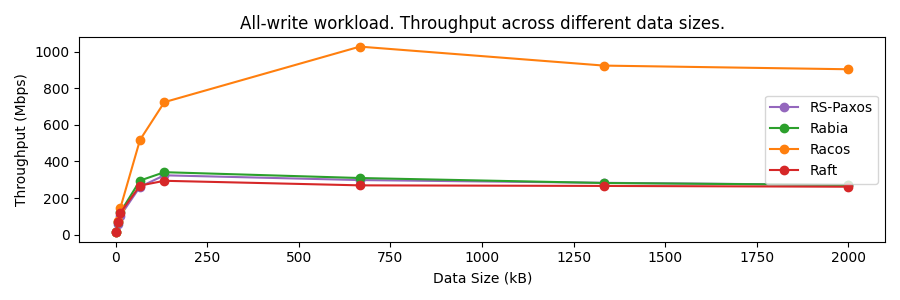 All-write workload. Throughput across different data sizes.
Throughput (Mbps)
1000
800
600
400
200
0
RS-Paxos
Rabia
Racos
Raft
0 250 500 750 1000 1250 1500 1750 2000
Data Size (kB)